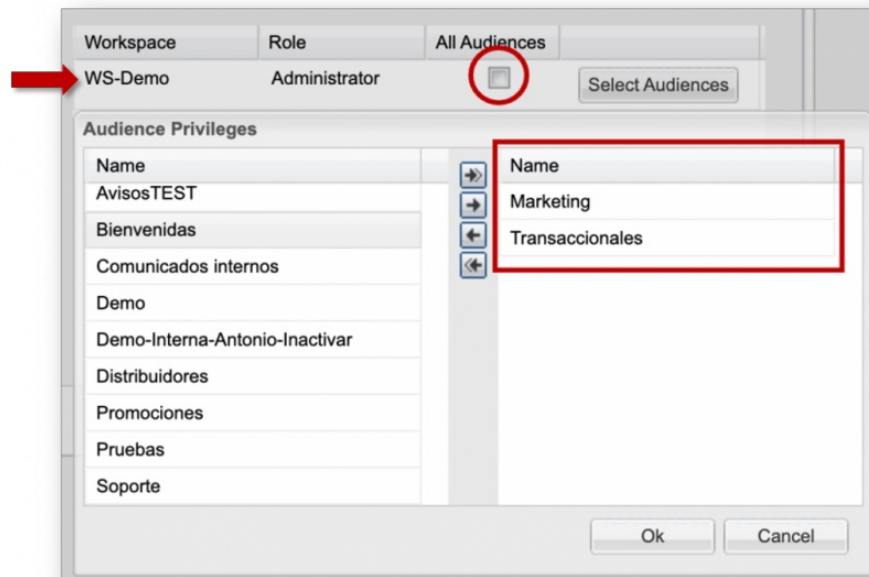 Workspace Role All Audiences
WS-Demo Administrator Select Audiences
Audience Privileges
Name
AvisosTEST
Bienvenidas
Comunicados internos
Demo
Demo-Interna-Antonio-Inactivar
Distribuidores
Promociones
Pruebas
Soporte
Name
Marketing
Transaccionales
Ok Cancel